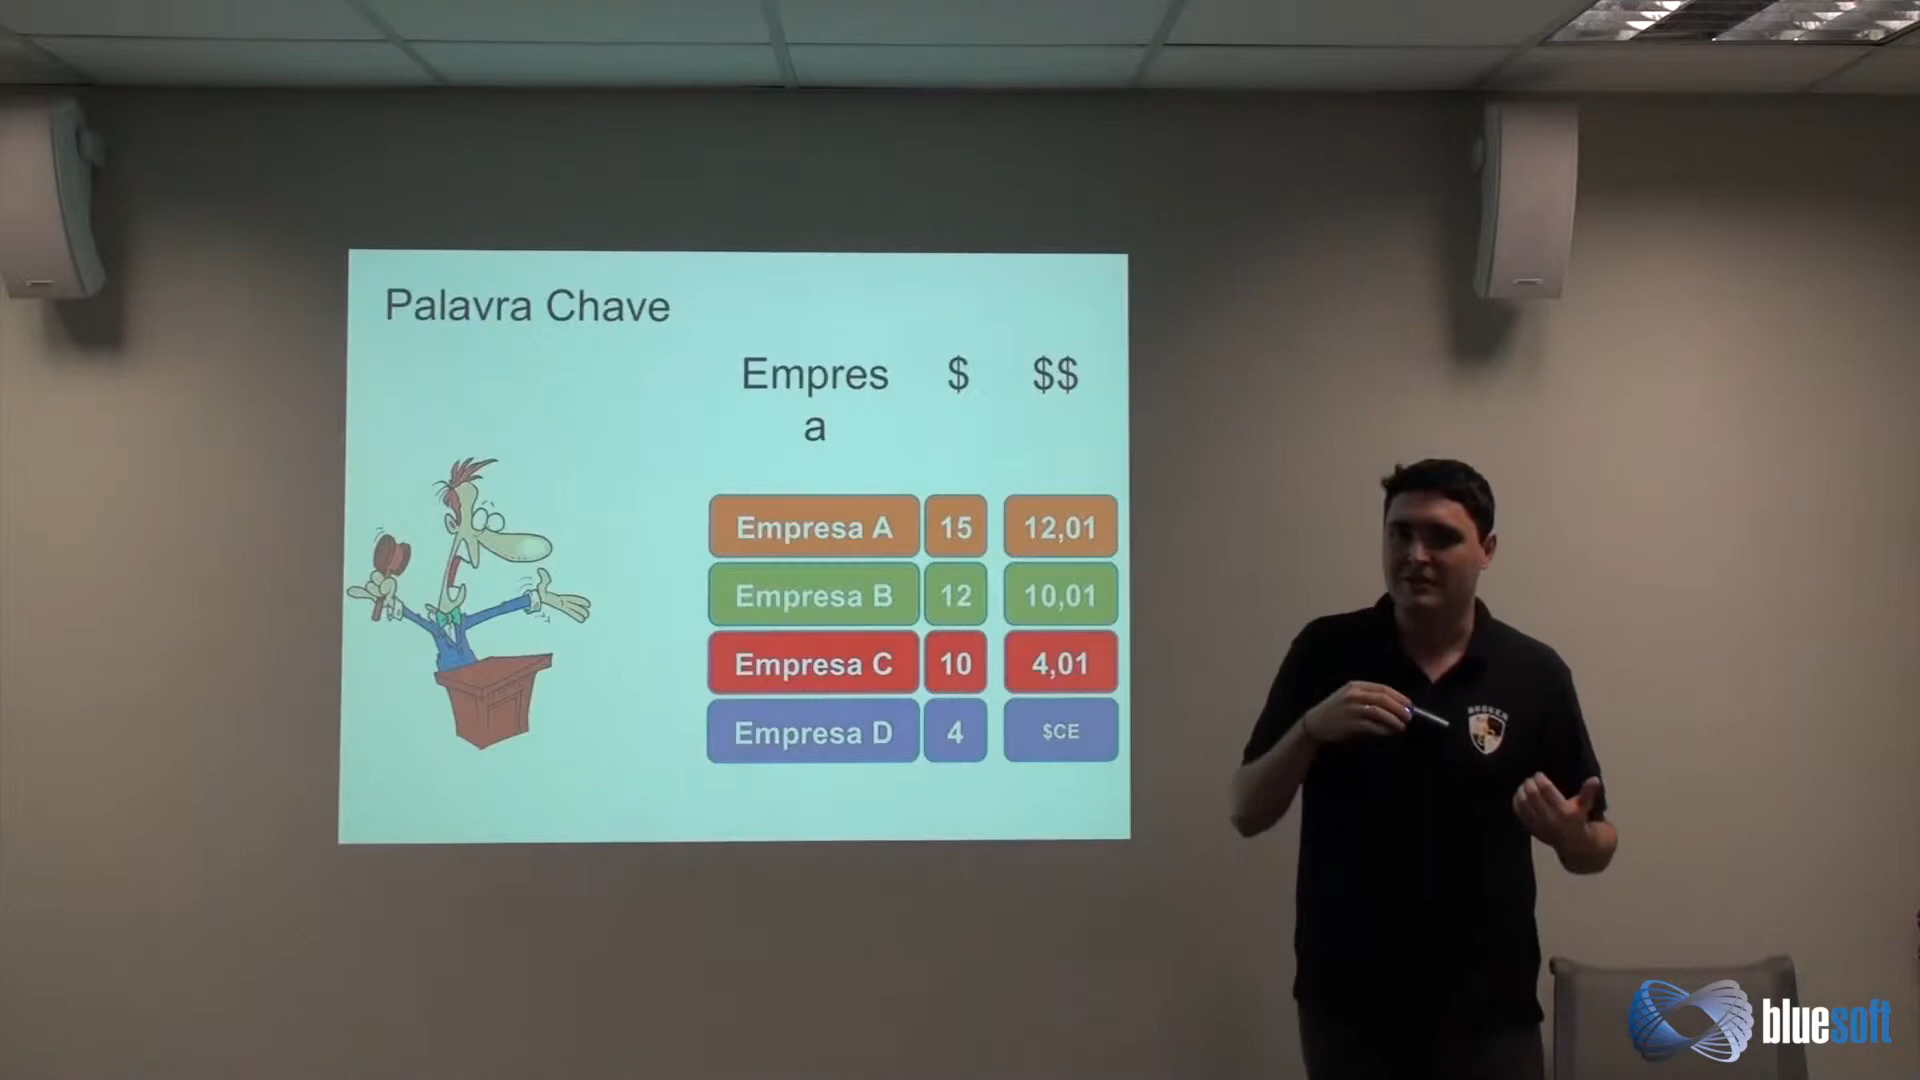 Palavra Chave
Empres $ $$
a
Empresa A 15 12,01
Empresa B 12 10,01
Empresa C 10 4,01
Empresa D 4 $CE
bluesoft